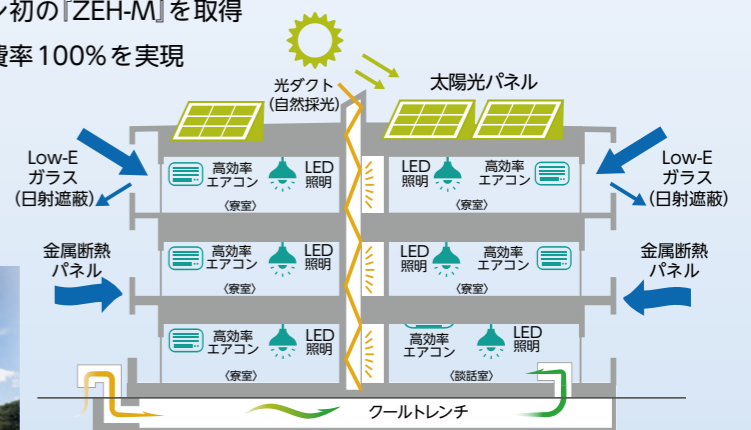 ン初の『ZEH-M』を取得
費率100%を実現
光ダクト
(自然採光)
太陽光パネル
Low-E
ガラス
(日射遮蔽)
高効率
エアコン
LED
照明
〈寮室〉
LED
照明
高効率
エアコン
〈寮室〉
Low-E
ガラス
(日射遮蔽)
金属断熱
パネル
高効率
エアコン
LED
照明
〈寮室〉
LED
照明
高効率
エアコン
〈寮室〉
金属断熱
パネル
高効率
エアコン
LED
照明
〈寮室〉
高効率
エアコン
LED
照明
〈談話室〉
クールトレンチ